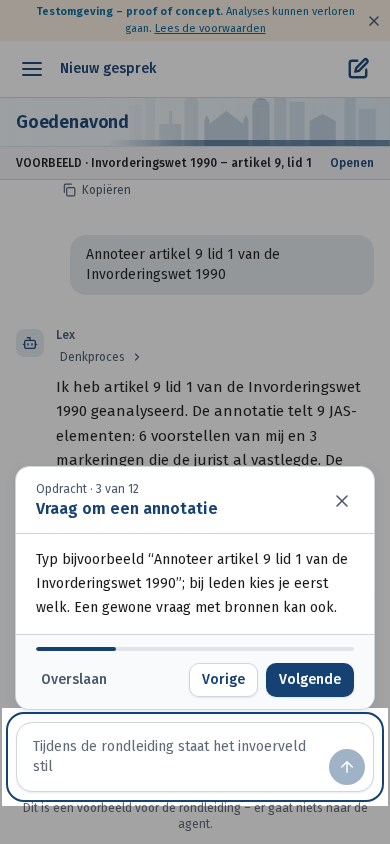 Testomgeving – proof of concept. Analyses kunnen verloren
gaan. Lees de voorwaarden
Nieuw gesprek
Goedenavond
VOORBEELD · Invorderingswet 1990 – artikel 9, lid 1
Openen
Kopiëren
Annoteer artikel 9 lid 1 van de
Invorderingswet 1990
Lex
Denkproces
Ik heb artikel 9 lid 1 van de Invorderingswet
1990 geanalyseerd. De annotatie telt 9 JAS-
elementen: 6 voorstellen van mij en 3
markeringen die de jurist al vastlegde. De
Opdracht · 3 van 12
Vraag om een annotatie
Typ bijvoorbeeld “Annoteer artikel 9 lid 1 van de
Invorderingswet 1990”; bij leden kies je eerst
welk. Een gewone vraag met bronnen kan ook.
Overslaan
Vorige
Volgende
Tijdens de rondleiding staat het invoerveld
stil
Dit is een voorbeeld voor de rondleiding – er gaat niets naar de
agent.